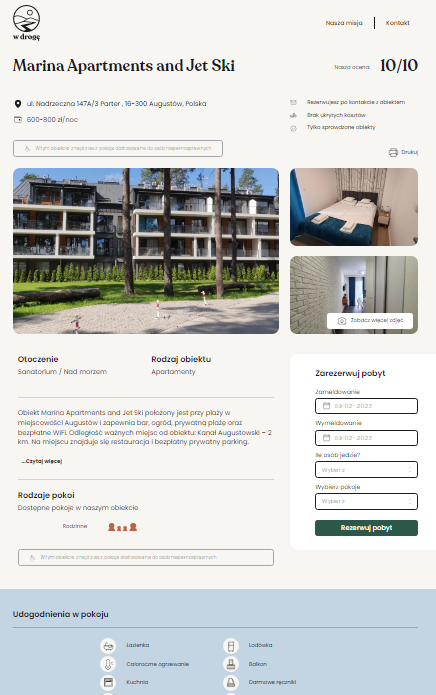 w drogę
Nasza misja
Kontakt
Marina Apartments and Jet Ski
Nasza ocena 10/10
ul. Nadrzeczna 147A/3 Parter , 16-300 Augustów, Polska
600-800 zł/noc
Rezerwujesz po kontakcie z obiektem
Brak ukrytych kosztów
Tylko sprawdzone obiekty
W tym obiekcie znajdziesz pokoje dostosowane do osób niepełnosprawnych
Drukuj
Zobacz więcej zdjęć
Otoczenie
Sanatorium / Nad morzem
Rodzaj obiektu
Apartamenty
Obiekt Marina Apartments and Jet Ski położony jest przy plaży w
miejscowości Augustów i zapewnia bar, ogród, prywatną plażę oraz
bezpłatne WiFi. Odległość ważnych miejsc od obiektu: Kanał Augustowski – 2
km. Na miejscu znajduje się restauracja i bezpłatny prywatny parking.
...Czytaj więcej
Rodzaje pokoi
Dostępne pokoje w naszym obiekcie
Rodzinne
W tym obiekcie znajdziesz pokoje dostosowane do osób niepełnosprawnych
Zarezerwuj pobyt
Zameldowanie
03-02-2023
Wymeldowanie
03-02-2023
Ile osób jedzie?
Wybierz
Wybierz pokoje
Wybierz
Rezerwuj pobyt
Udogodnienia w pokoju
Łazienka
Lodówka
Całoroczne ogrzewanie
Balkon
Kuchnia
Darmowe ręczniki